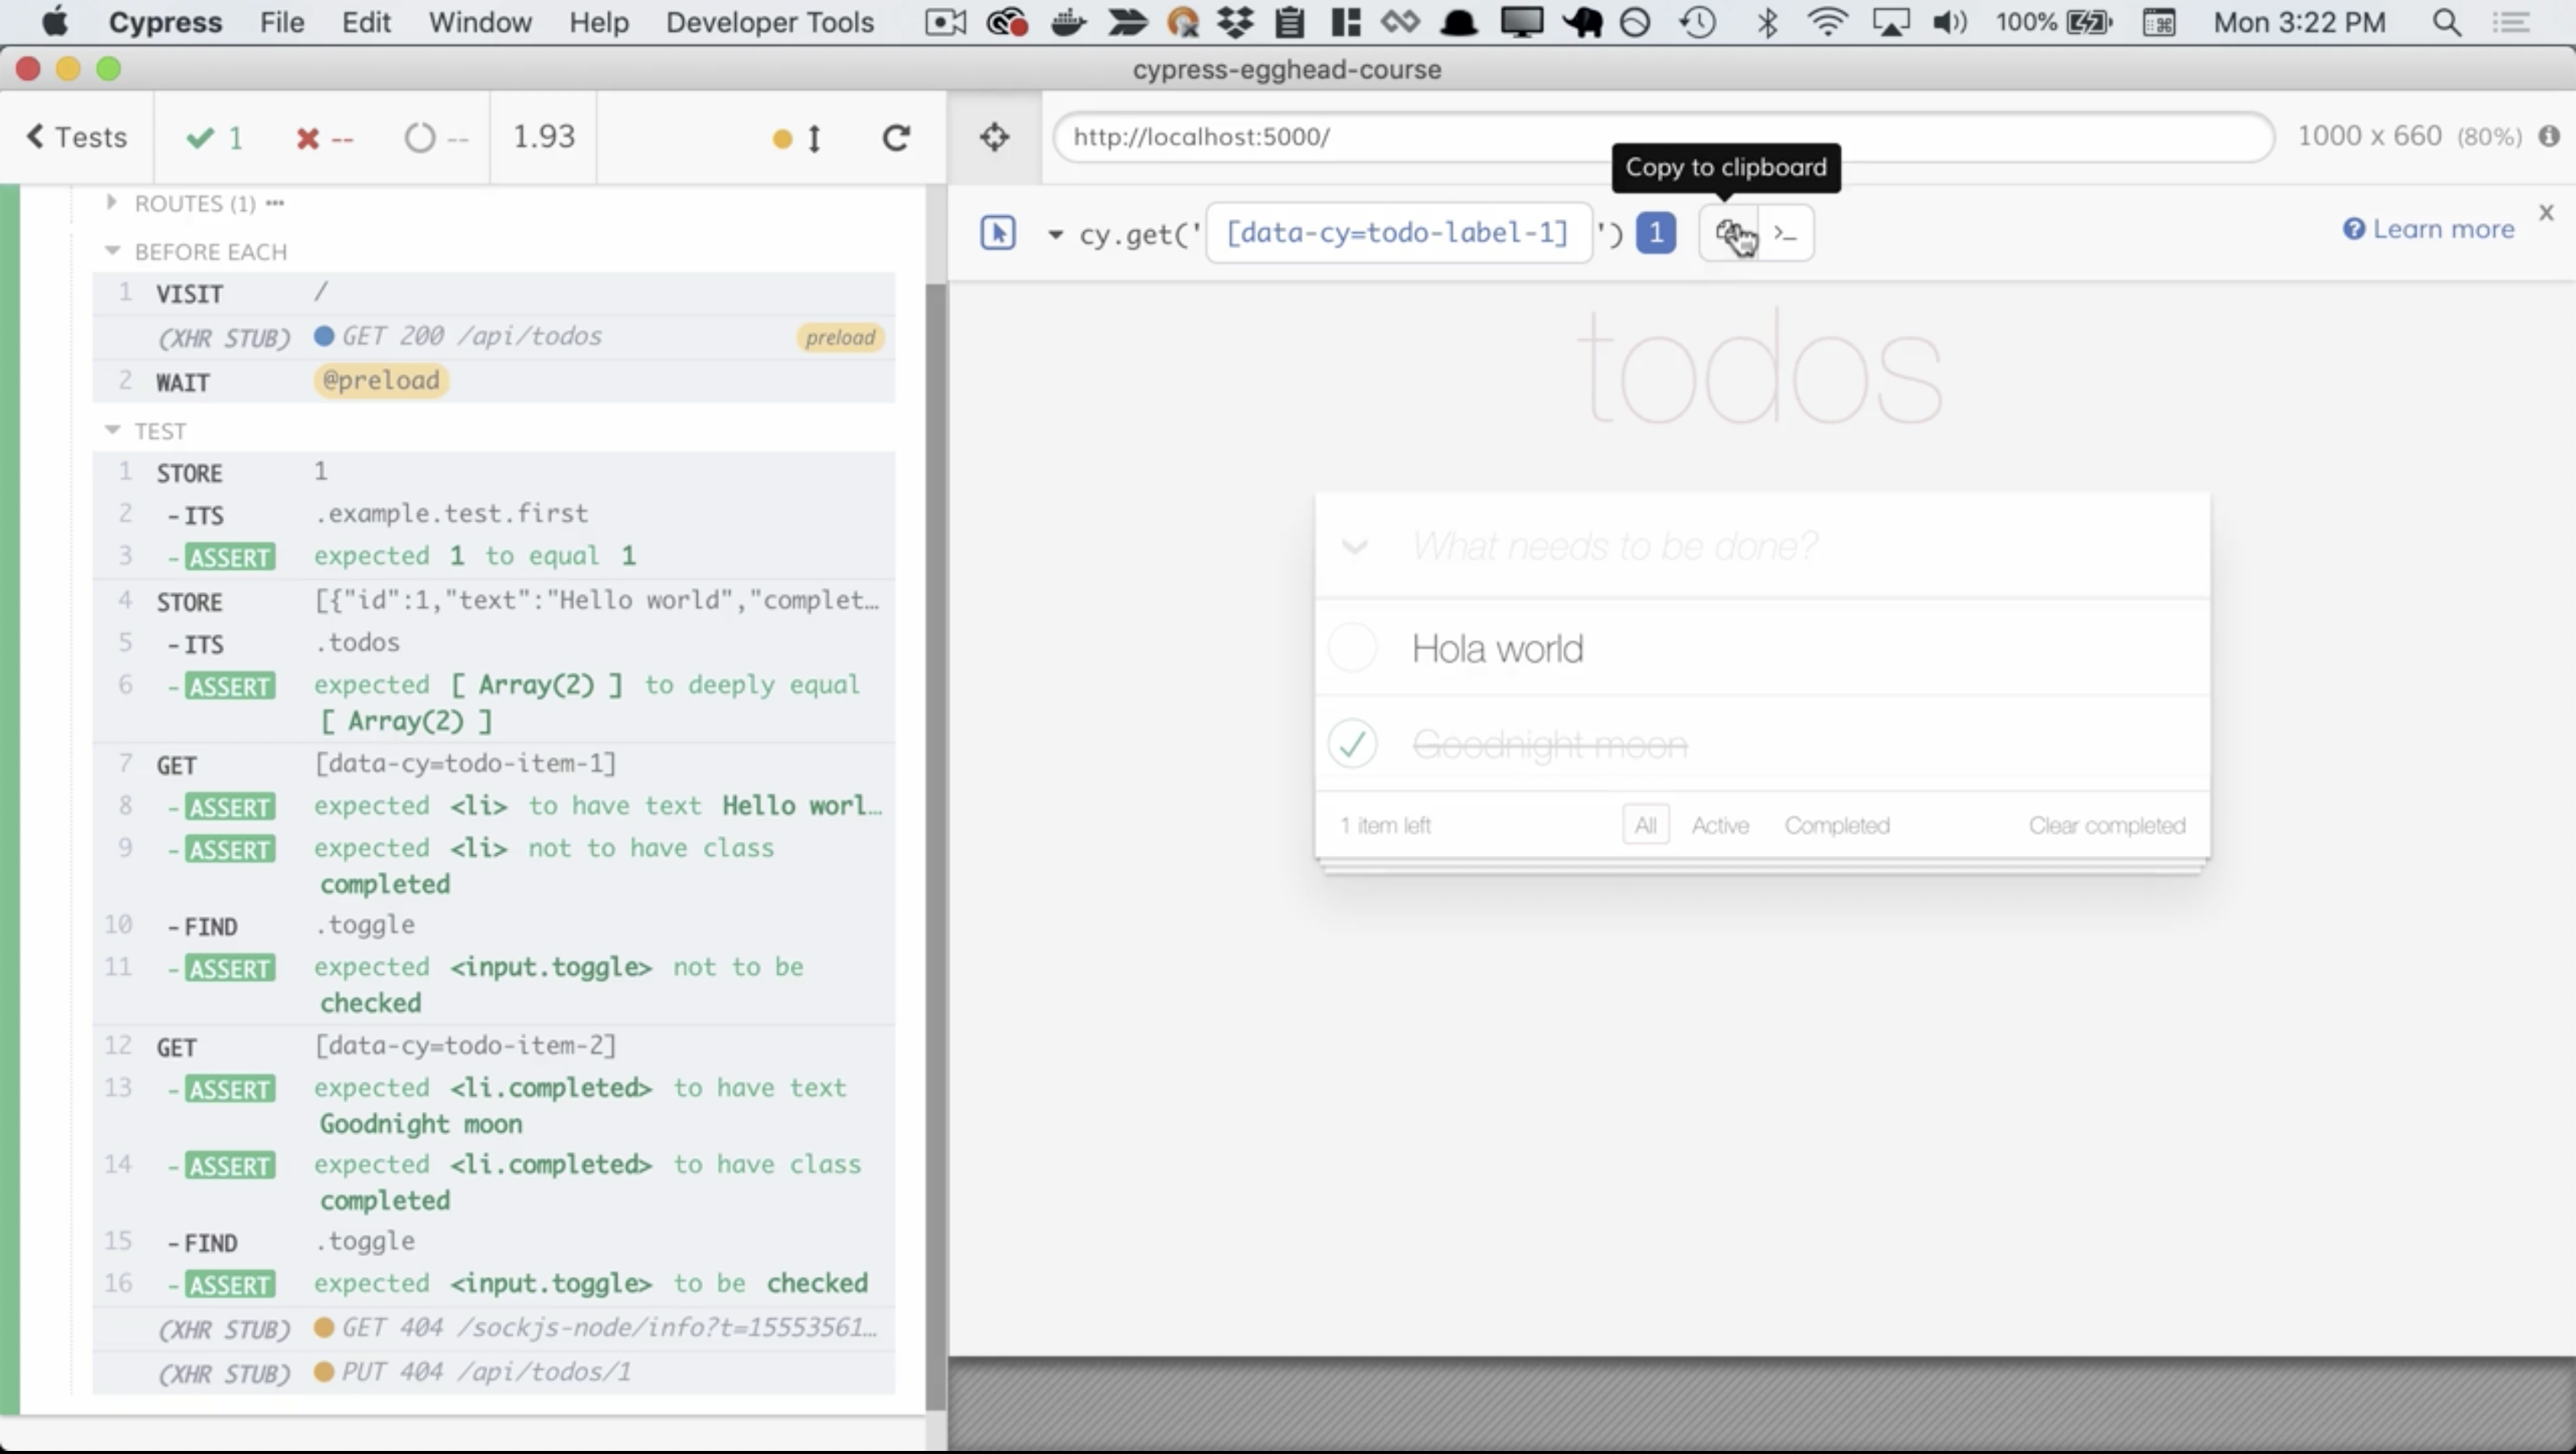 Cypress File Edit Window Help Developer Tools 100% Mon 3:22 PM
cypress-egghead-course
Tests 1 -- -- 1.93
http://localhost:5000/ 1000 x 660 (80%)
Copy to clipboard
cy.get('[data-cy=todo-label-1]') 1 >_ Learn more x
ROUTES (1) •••
BEFORE EACH
1 VISIT /
(XHR STUB) GET 200 /api/todos preload
2 WAIT @preload
TEST
1 STORE 1
2 -ITS .example.test.first
3 -ASSERT expected 1 to equal 1
4 STORE [{"id":1,"text":"Hello world","complet…
5 -ITS .todos
6 -ASSERT expected [ Array(2) ] to deeply equal
[ Array(2) ]
7 GET [data-cy=todo-item-1]
8 -ASSERT expected <li> to have text Hello worl…
9 -ASSERT expected <li> not to have class
completed
10 -FIND .toggle
11 -ASSERT expected <input.toggle> not to be
checked
12 GET [data-cy=todo-item-2]
13 -ASSERT expected <li.completed> to have text
Goodnight moon
14 -ASSERT expected <li.completed> to have class
completed
15 -FIND .toggle
16 -ASSERT expected <input.toggle> to be checked
(XHR STUB) GET 404 /sockjs-node/info?t=15553561…
(XHR STUB) PUT 404 /api/todos/1
todos
What needs to be done?
Hola world
Goodnight moon
1 item left All Active Completed Clear completed